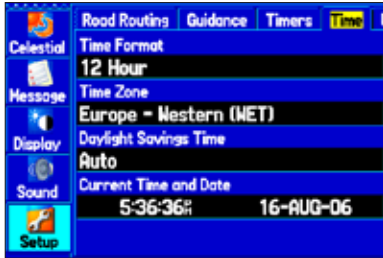 Road Routing Guidance Timers Time
Celestial
Time Format
12 Hour
Message
Time Zone
Europe - Western (WET)
Display
Daylight Savings Time
Auto
Sound
Current Time and Date
5:36:36 16-AUG-06
Setup